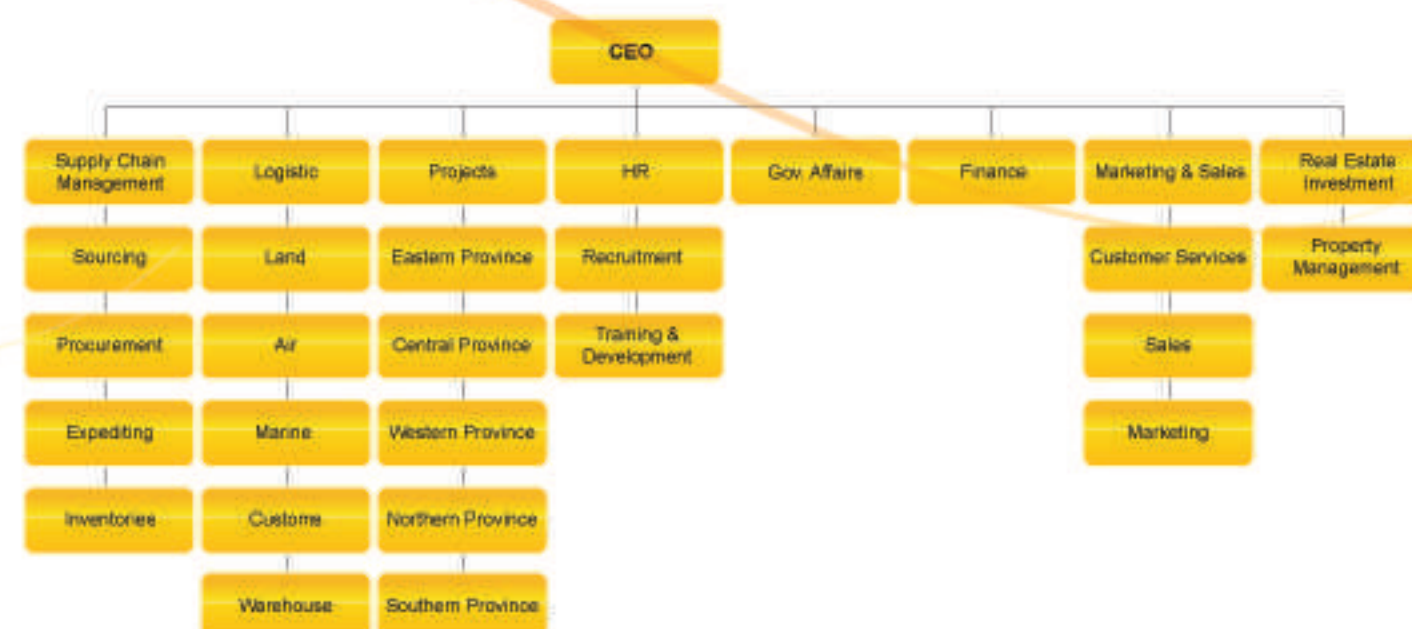 CEO
Supply Chain
Management
Logistic
Projects
HR
Gov. Affairs
Finance
Marketing & Sales
Real Estate
Investment
Sourcing
Land
Eastern Province
Recruitment
Customer Services
Property
Management
Procurement
Air
Central Province
Training &
Development
Sales
Expediting
Marine
Western Province
Marketing
Inventories
Customs
Northern Province
Warehouse
Southern Province